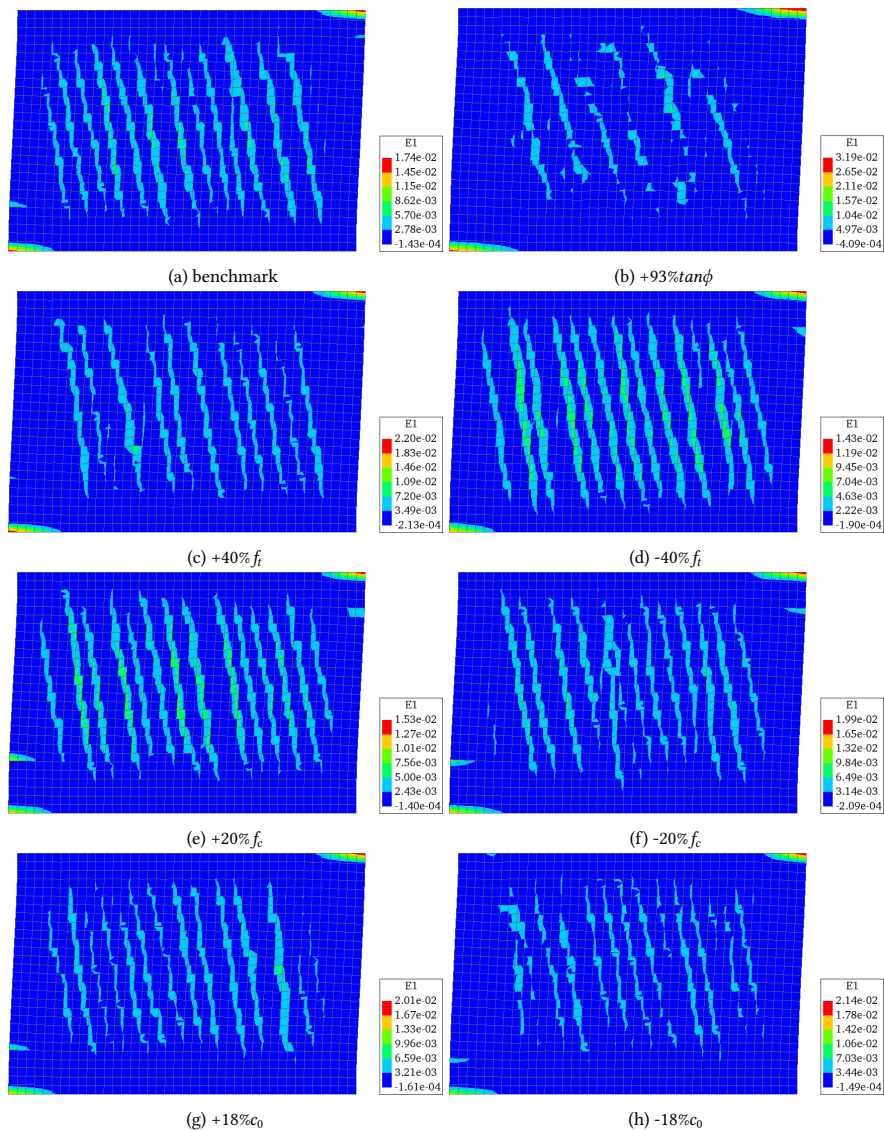 E1
1.74e-02
1.45e-02
1.15e-02
8.62e-03
5.70e-03
2.78e-03
-1.43e-04
(a) benchmark
E1
3.19e-02
2.65e-02
2.11e-02
1.57e-02
1.04e-02
4.97e-03
-4.09e-04
(b) +93%tanϕ
E1
2.20e-02
1.83e-02
1.46e-02
1.09e-02
7.20e-03
3.49e-03
-2.13e-04
(c) +40% fₜ
E1
1.43e-02
1.19e-02
9.45e-03
7.04e-03
4.63e-03
2.22e-03
-1.90e-04
(d) -40% fₜ
E1
1.53e-02
1.27e-02
1.01e-02
7.56e-03
5.00e-03
2.43e-03
-1.40e-04
(e) +20% f_c
E1
1.99e-02
1.65e-02
1.32e-02
9.84e-03
6.49e-03
3.14e-03
-2.09e-04
(f) -20% f_c
E1
2.01e-02
1.67e-02
1.33e-02
9.96e-03
6.59e-03
3.21e-03
-1.61e-04
(g) +18%c₀
E1
2.14e-02
1.78e-02
1.42e-02
1.06e-02
7.03e-03
3.44e-03
-1.49e-04
(h) -18%c₀